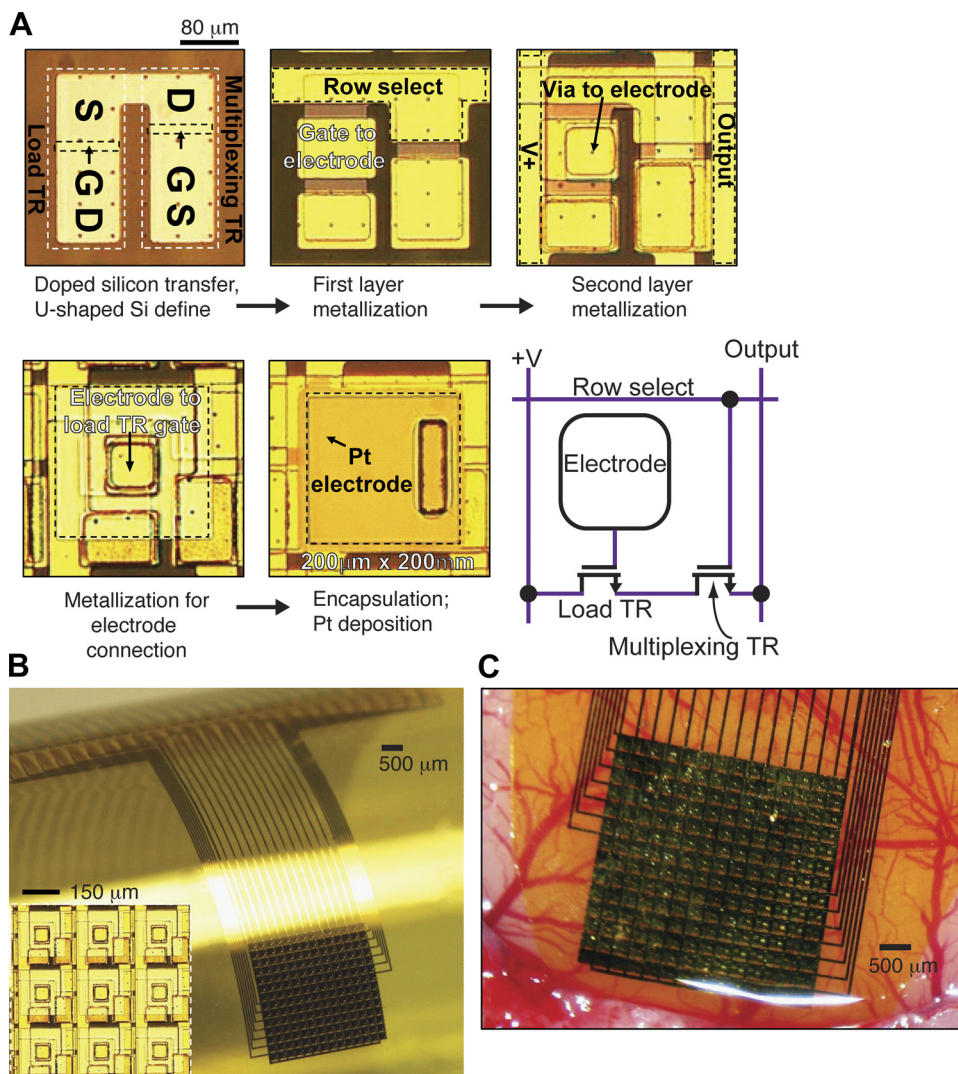 A
80 μm
Load TR
S
GD
D
GS
Multiplexing TR
Row select
Gate to
electrode
Via to electrode
V+
Output
Doped silicon transfer,
U-shaped Si define
First layer
metallization
Second layer
metallization
Electrode to
load TR gate
Pt
electrode
200μm x 200mm
Metallization for
electrode
connection
Encapsulation;
Pt deposition
+V
Output
Row select
Electrode
Load TR
Multiplexing TR
B
500 μm
150 μm
C
500 μm